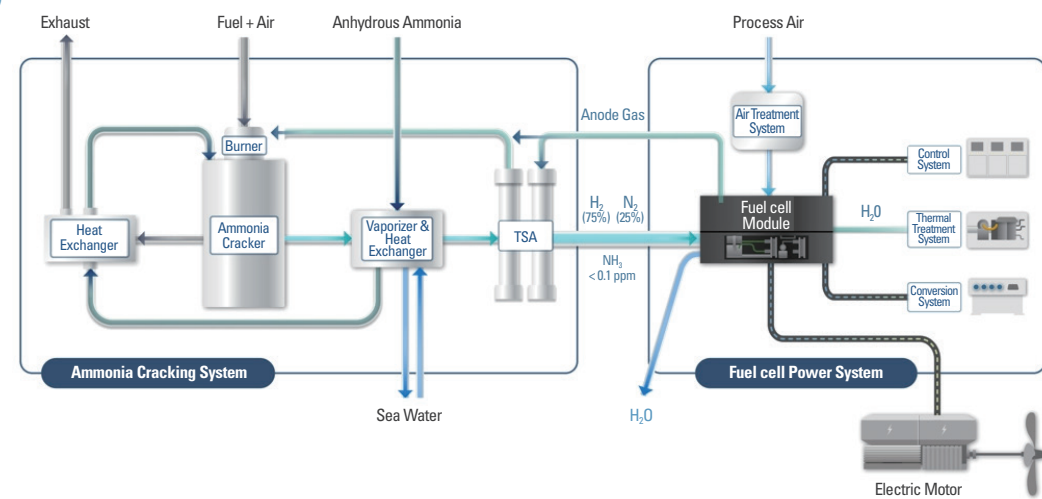 Exhaust
Fuel + Air
Anhydrous Ammonia
Process Air
Burner
Ammonia
Cracker
Heat
Exchanger
Vaporizer &
Heat
Exchanger
TSA
Anode Gas
H₂ N₂
(75%) (25%)
NH₃
< 0.1 ppm
Air Treatment
System
Fuel cell
Module
H₂0
Control
System
Thermal
Treatment
System
Conversion
System
Ammonia Cracking System
Fuel cell Power System
Sea Water
H₂O
Electric Motor